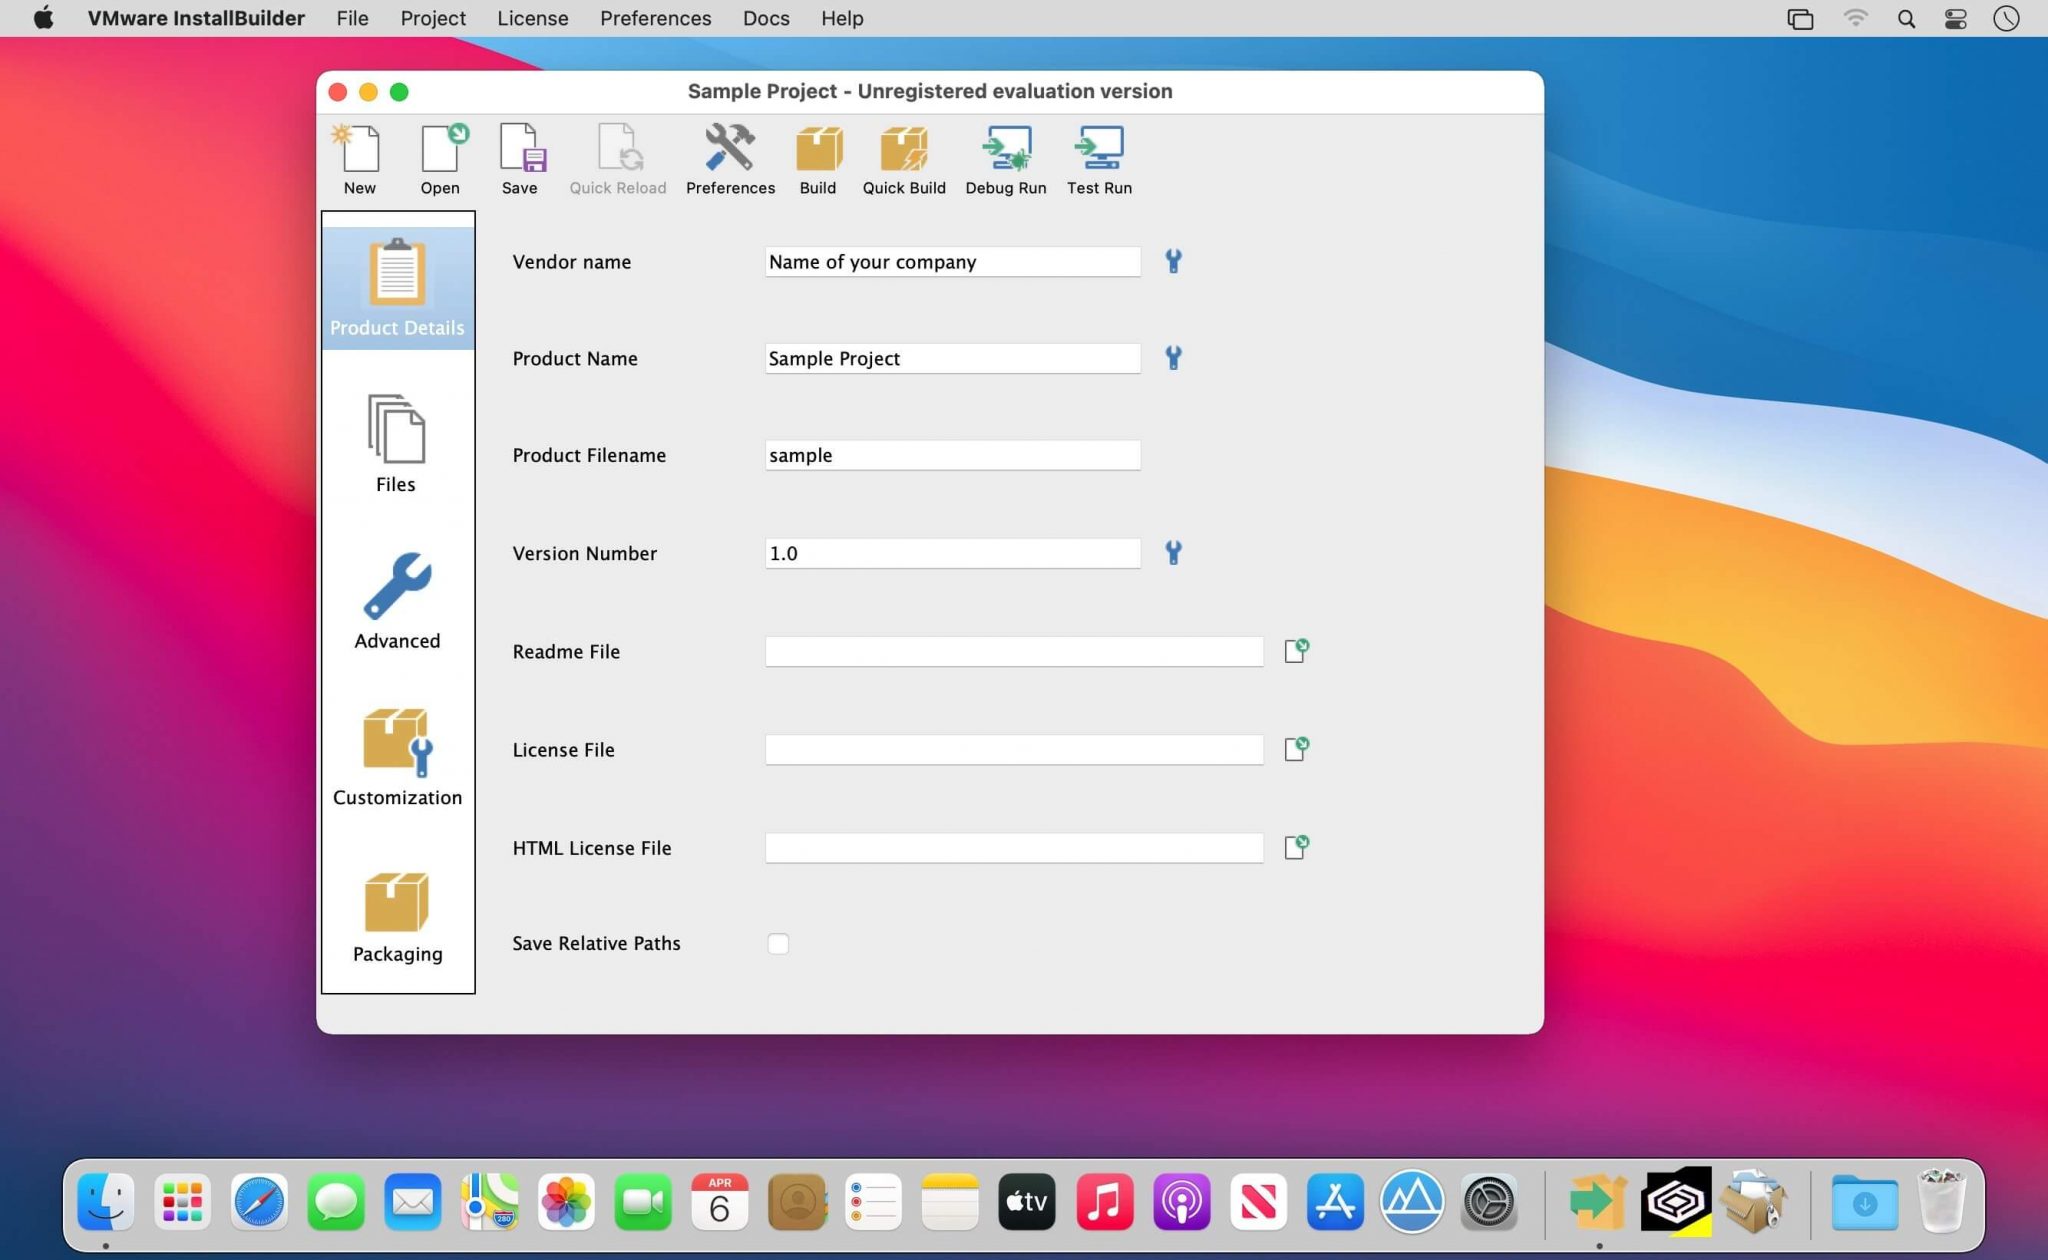 VMware InstallBuilder File Project License Preferences Docs Help
Sample Project - Unregistered evaluation version
New Open Save Quick Reload Preferences Build Quick Build Debug Run Test Run
Product Details
Files
Advanced
Customization
Packaging
Vendor name Name of your company
Product Name Sample Project
Product Filename sample
Version Number 1.0
Readme File
License File
HTML License File
Save Relative Paths
280
APR
6
tv